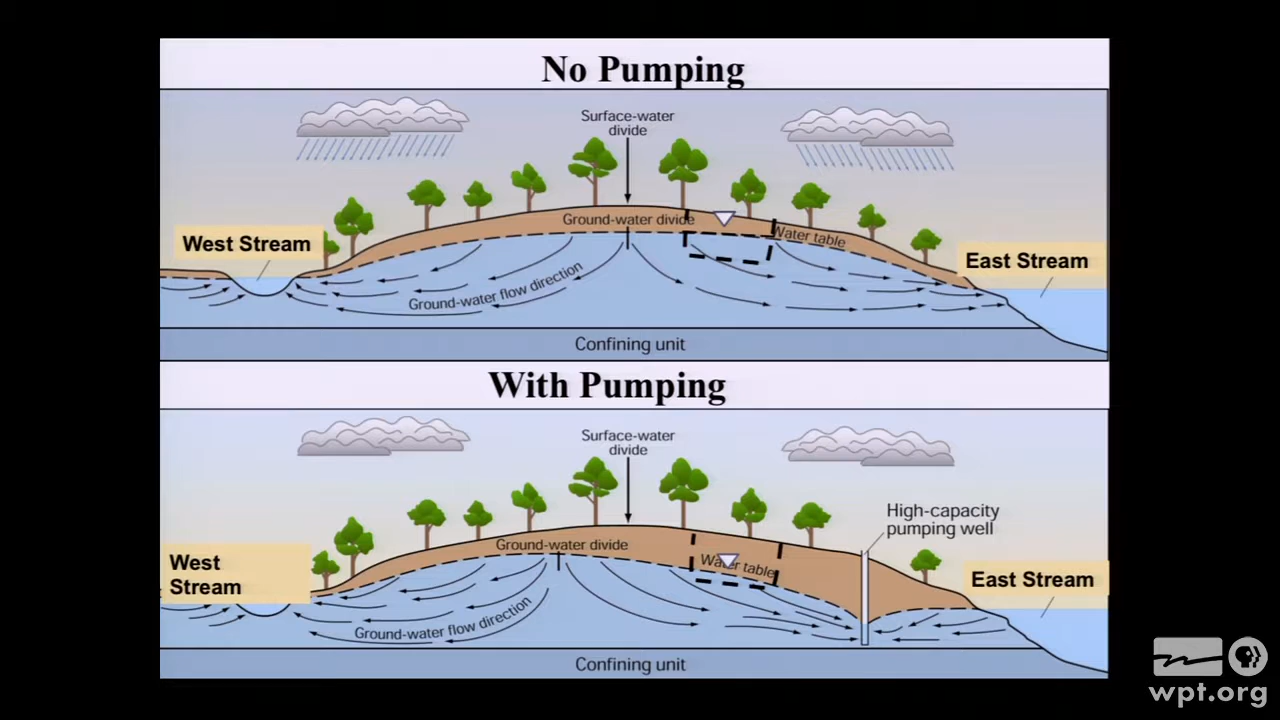 No Pumping
Surface-water
divide
Ground-water divide
Water table
West Stream
East Stream
Ground-water flow direction
Confining unit
With Pumping
Surface-water
divide
High-capacity
pumping well
Ground-water divide
Water table
West
Stream
East Stream
Ground-water flow direction
Confining unit
PBS
wpt.org